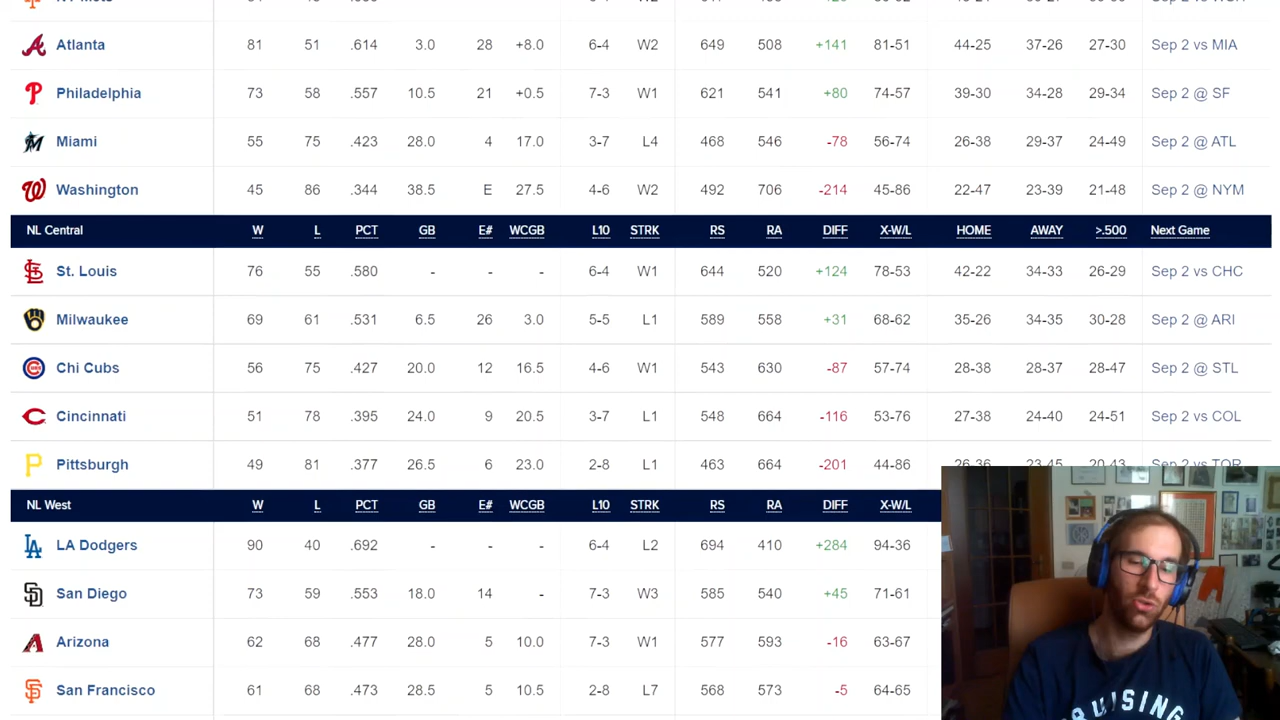 Atlanta 81 51 .614 3.0 28 +8.0 6-4 W2 649 508 +141 81-51 44-25 37-26 27-30 Sep 2 vs MIA
Philadelphia 73 58 .557 10.5 21 +0.5 7-3 W1 621 541 +80 74-57 39-30 34-28 29-34 Sep 2 @ SF
Miami 55 75 .423 28.0 4 17.0 3-7 L4 468 546 -78 56-74 26-38 29-37 24-49 Sep 2 @ ATL
Washington 45 86 .344 38.5 E 27.5 4-6 W2 492 706 -214 45-86 22-47 23-39 21-48 Sep 2 @ NYM
NL Central W L PCT GB E# WCGB L10 STRK RS RA DIFF X-W/L HOME AWAY >.500 Next Game
St. Louis 76 55 .580 - - - 6-4 W1 644 520 +124 78-53 42-22 34-33 26-29 Sep 2 vs CHC
Milwaukee 69 61 .531 6.5 26 3.0 5-5 L1 589 558 +31 68-62 35-26 34-35 30-28 Sep 2 @ ARI
Chi Cubs 56 75 .427 20.0 12 16.5 4-6 W1 543 630 -87 57-74 28-38 28-37 28-47 Sep 2 @ STL
Cincinnati 51 78 .395 24.0 9 20.5 3-7 L1 548 664 -116 53-76 27-38 24-40 24-51 Sep 2 vs COL
Pittsburgh 49 81 .377 26.5 6 23.0 2-8 L1 463 664 -201 44-86 26-36 23-45 20-43 Sep 2 vs TOR
NL West W L PCT GB E# WCGB L10 STRK RS RA DIFF X-W/L
LA Dodgers 90 40 .692 - - - 6-4 L2 694 410 +284 94-36
San Diego 73 59 .553 18.0 14 - 7-3 W3 585 540 +45 71-61
Arizona 62 68 .477 28.0 5 10.0 7-3 W1 577 593 -16 63-67
San Francisco 61 68 .473 28.5 5 10.5 2-8 L7 568 573 -5 64-65